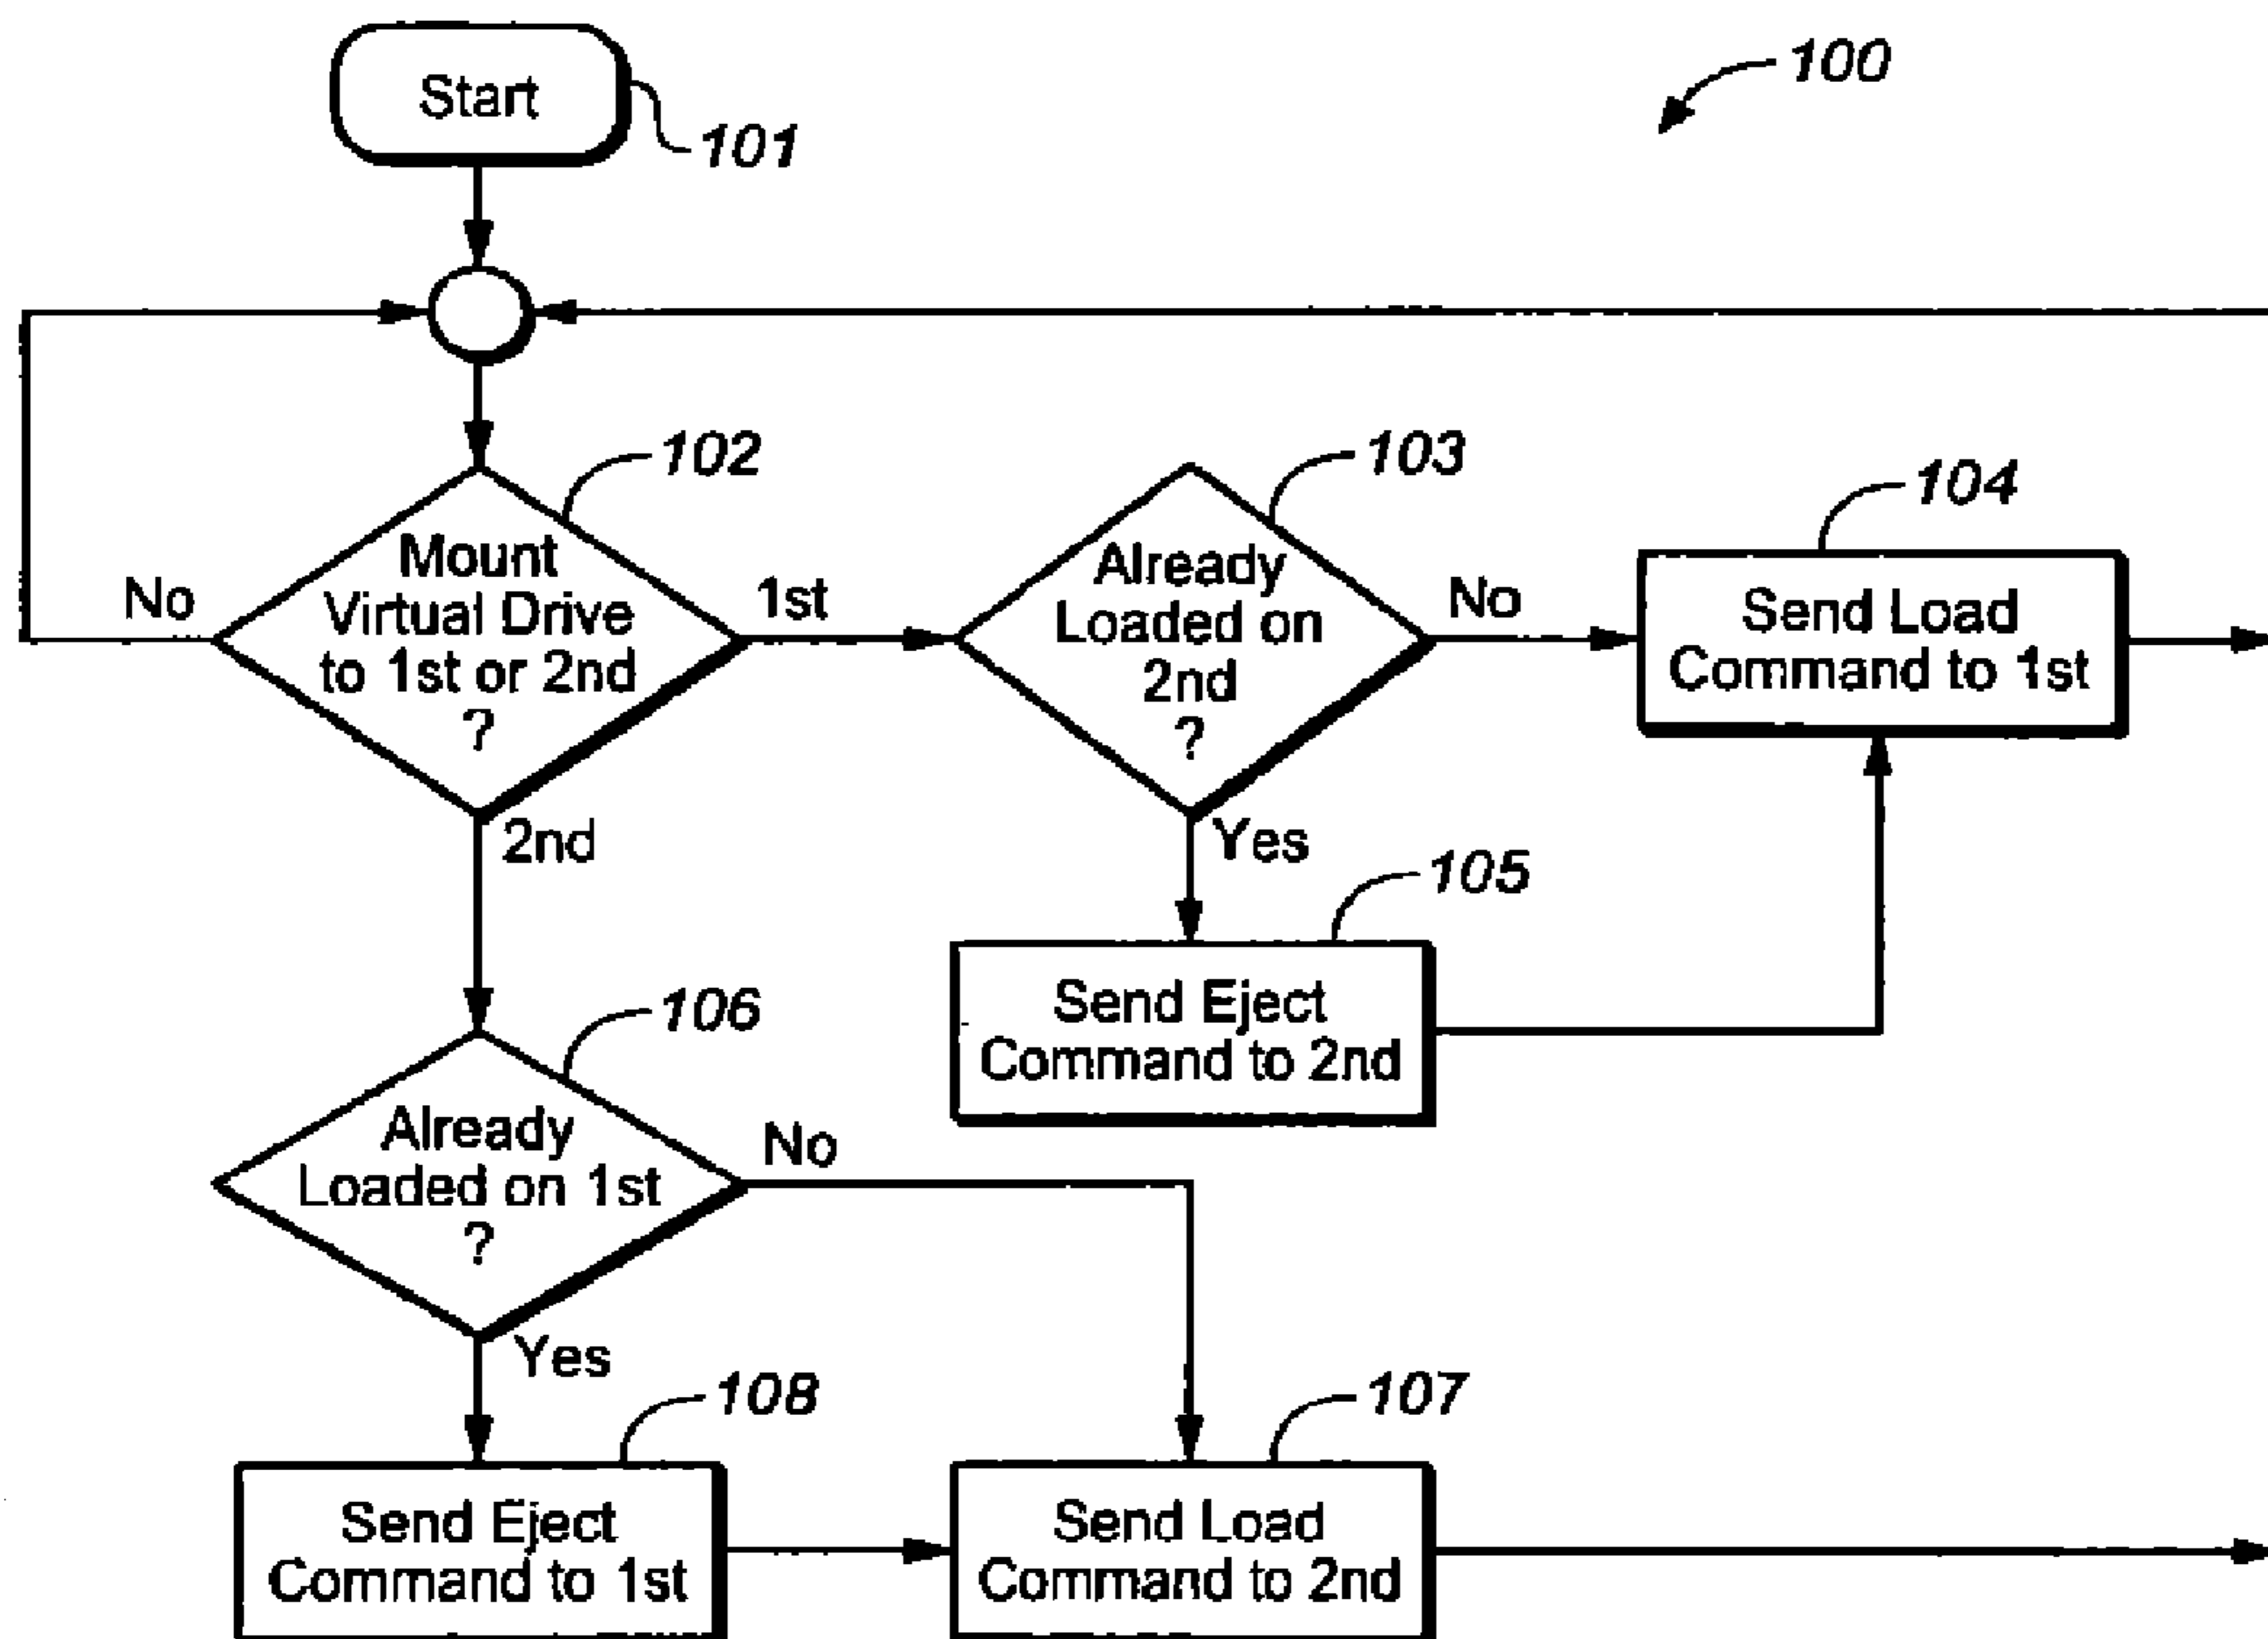 Start
101
100
102
Mount
Virtual Drive
to 1st or 2nd
?
No
1st
2nd
103
Already
Loaded on
2nd
?
No
Yes
104
Send Load
Command to 1st
105
Send Eject
Command to 2nd
106
Already
Loaded on 1st
?
No
Yes
108
Send Eject
Command to 1st
107
Send Load
Command to 2nd